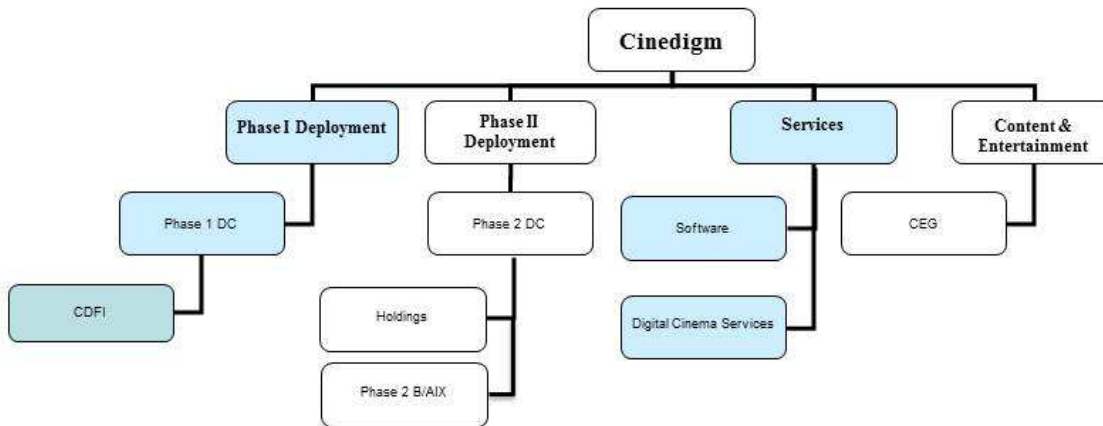 Cinedigm
Phase I Deployment
Phase II
Deployment
Services
Content &
Entertainment
Phase 1 DC
Phase 2 DC
Software
CEG
CDFI
Holdings
Digital Cinema Services
Phase 2 B/AIX